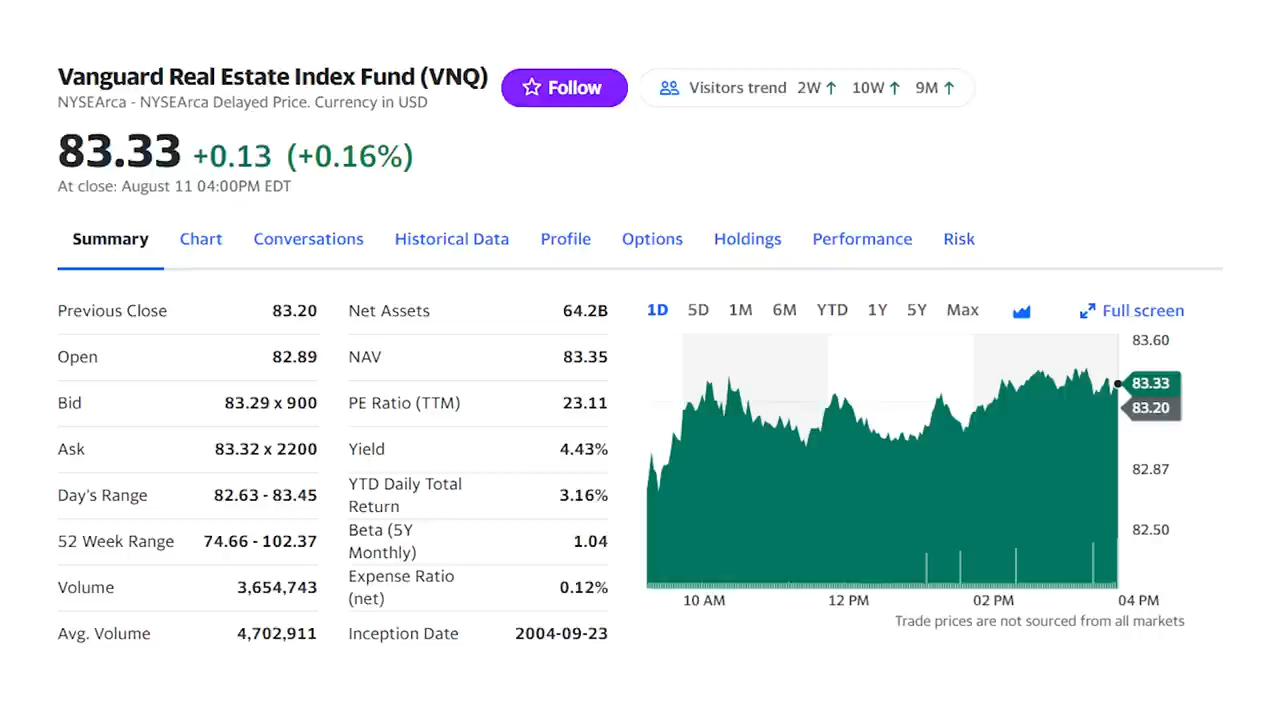 Vanguard Real Estate Index Fund (VNQ)
Follow
Visitors trend 2W 10W 9M
NYSEArca - NYSEArca Delayed Price. Currency in USD
83.33 +0.13 (+0.16%)
At close: August 11 04:00PM EDT
Summary Chart Conversations Historical Data Profile Options Holdings Performance Risk
Previous Close 83.20
Open 82.89
Bid 83.29 x 900
Ask 83.32 x 2200
Day's Range 82.63 - 83.45
52 Week Range 74.66 - 102.37
Volume 3,654,743
Avg. Volume 4,702,911
Net Assets 64.2B
NAV 83.35
PE Ratio (TTM) 23.11
Yield 4.43%
YTD Daily Total
Return 3.16%
Beta (5Y
Monthly) 1.04
Expense Ratio
(net) 0.12%
Inception Date 2004-09-23
1D 5D 1M 6M YTD 1Y 5Y Max Full screen
83.60
83.33
83.20
82.87
82.50
10 AM 12 PM 02 PM 04 PM
Trade prices are not sourced from all markets